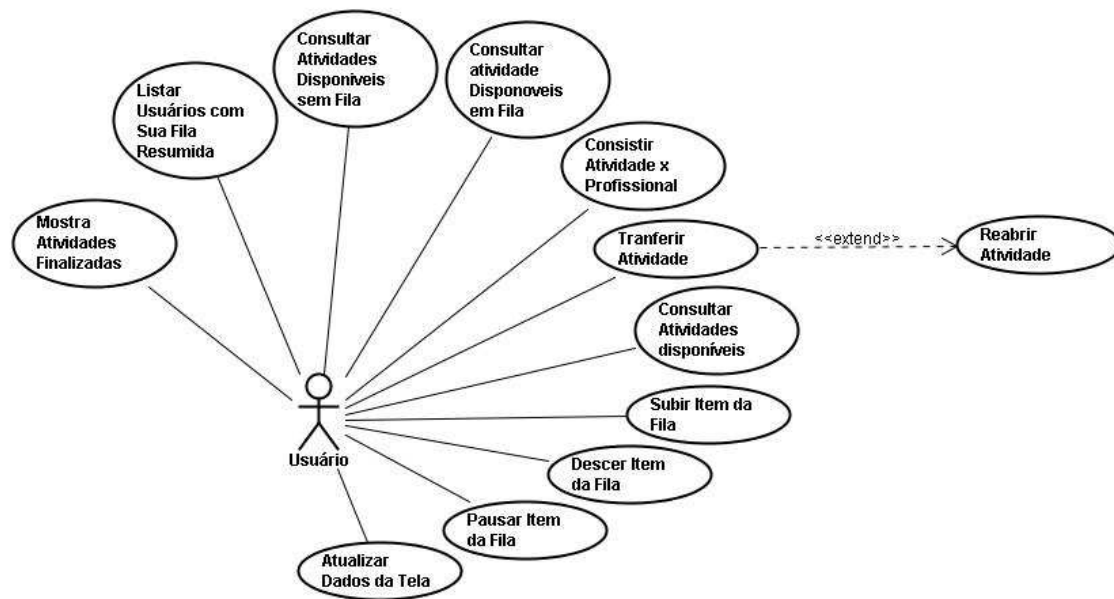 Consultar
Atividades
Disponíveis
sem Fila
Consultar
atividade
Disponoveis
em Fila
Listar
Usuários com
Sua Fila
Resumida
Consistir
Atividade x
Profissional
Mostra
Atividades
Finalizadas
Tranferir
Atividade
<<extend>>
Reabrir
Atividade
Consultar
Atividades
disponíveis
Subir Item da
Fila
Usuário
Descer Item
da Fila
Pausar Item
da Fila
Atualizar
Dados da Tela